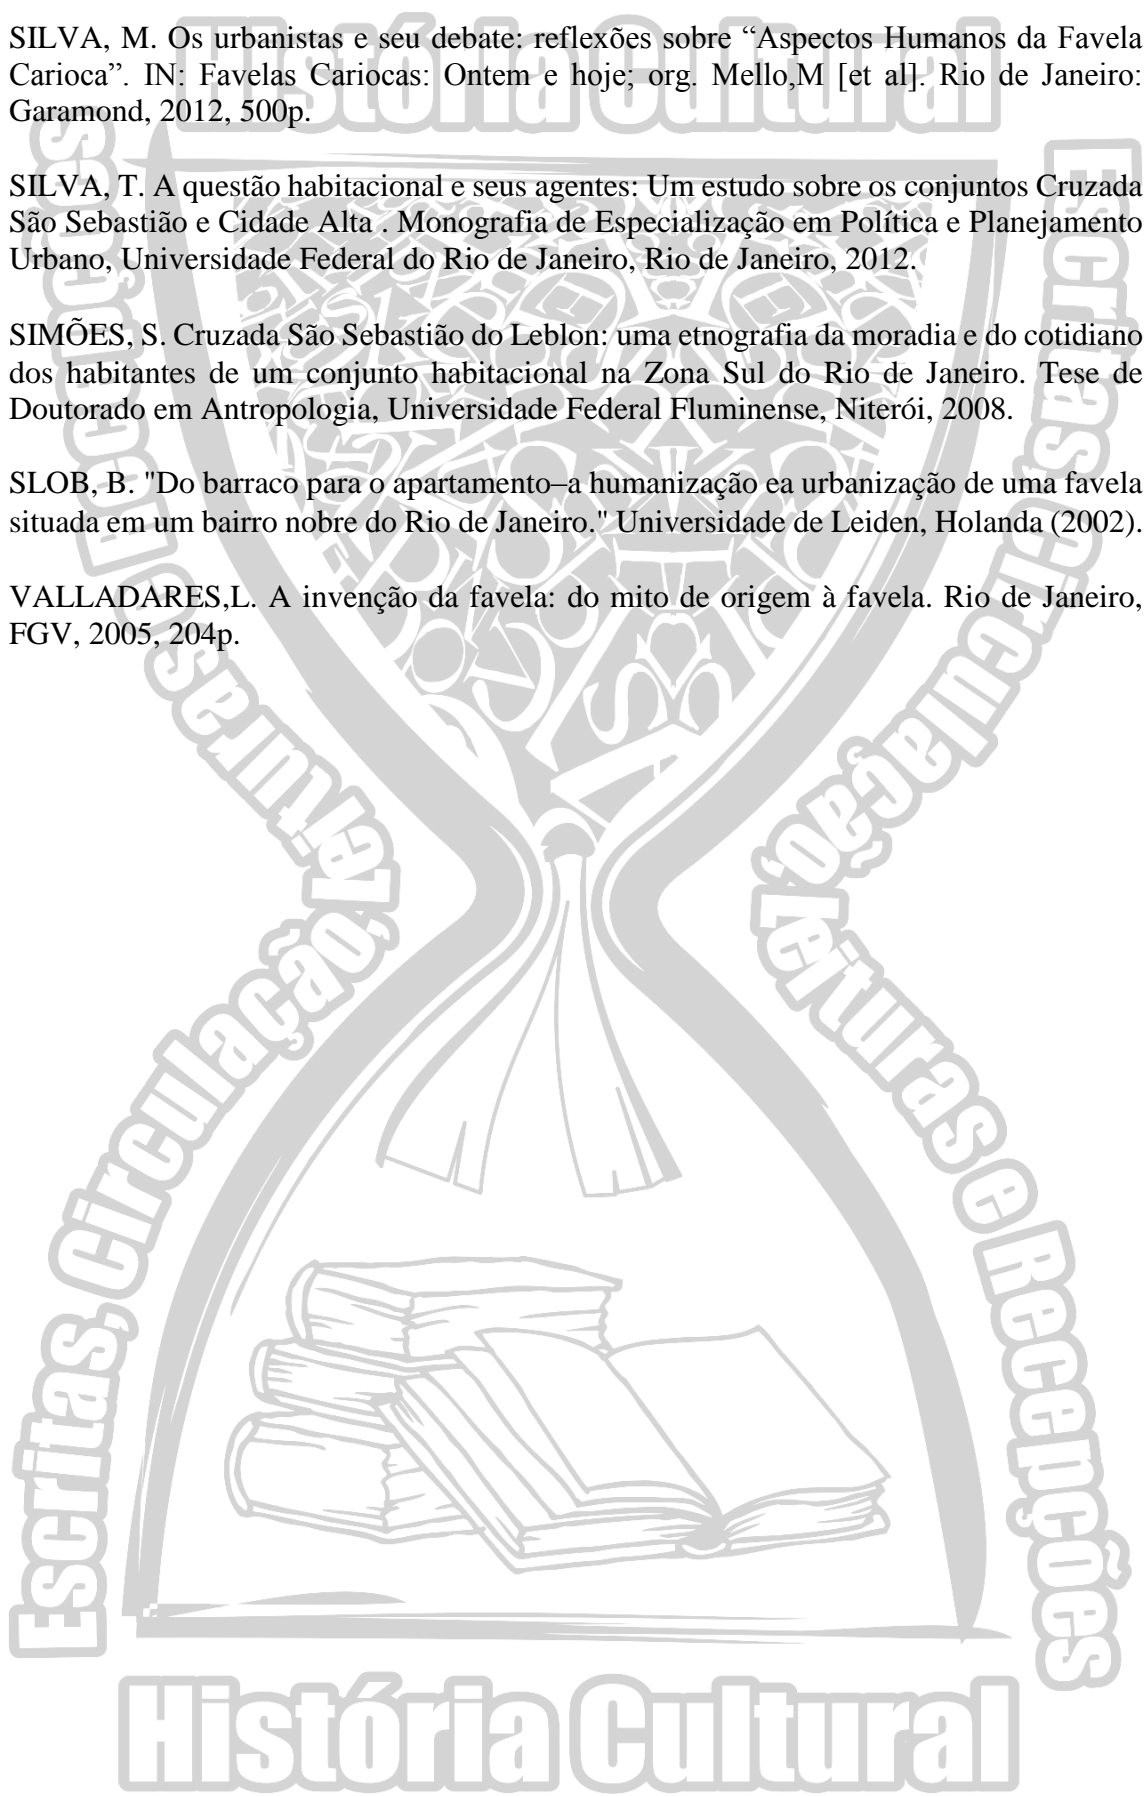 História Cultural
SILVA, M. Os urbanistas e seu debate: reflexões sobre “Aspectos Humanos da Favela
Carioca”. IN: Favelas Cariocas: Ontem e hoje; org. Mello,M [et al]. Rio de Janeiro:
Garamond, 2012, 500p.
SILVA, T. A questão habitacional e seus agentes: Um estudo sobre os conjuntos Cruzada
São Sebastião e Cidade Alta . Monografia de Especialização em Política e Planejamento
Urbano, Universidade Federal do Rio de Janeiro, Rio de Janeiro, 2012.
SIMÕES, S. Cruzada São Sebastião do Leblon: uma etnografia da moradia e do cotidiano
dos habitantes de um conjunto habitacional na Zona Sul do Rio de Janeiro. Tese de
Doutorado em Antropologia, Universidade Federal Fluminense, Niterói, 2008.
SLOB, B. "Do barraco para o apartamento–a humanização ea urbanização de uma favela
situada em um bairro nobre do Rio de Janeiro." Universidade de Leiden, Holanda (2002).
VALLADARES,L. A invenção da favela: do mito de origem à favela. Rio de Janeiro,
FGV, 2005, 204p.
Escritas, Circulação, Leituras e Recepções
Escritas, Circulação, Leituras e Recepções
História Cultural